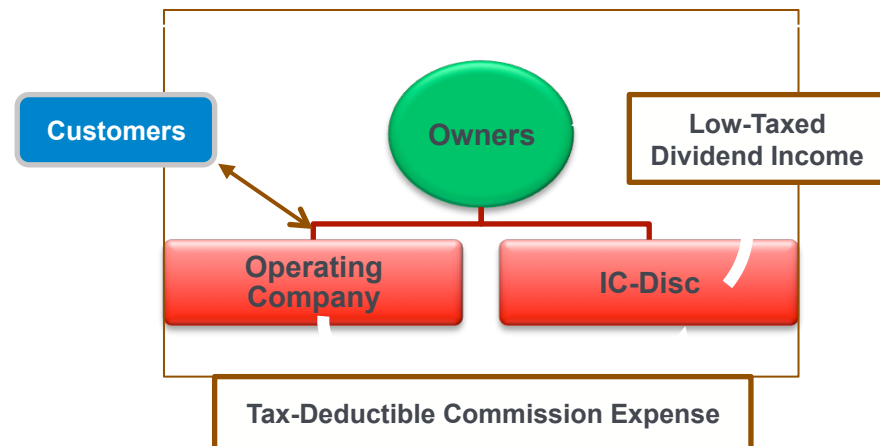 Customers
Owners
Low-Taxed
Dividend Income
Operating
Company
IC-Disc
Tax-Deductible Commission Expense